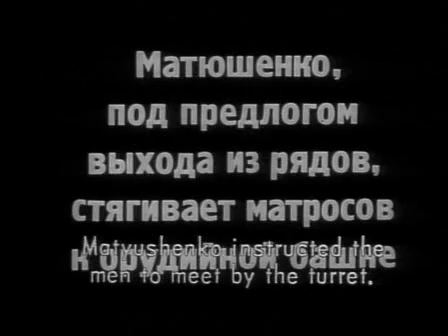 Матюшенко,
под предлогом
выхода из рядов,
стягивает матросов
к орудийной башне
Matyushenko instructed the
men to meet by the turret.